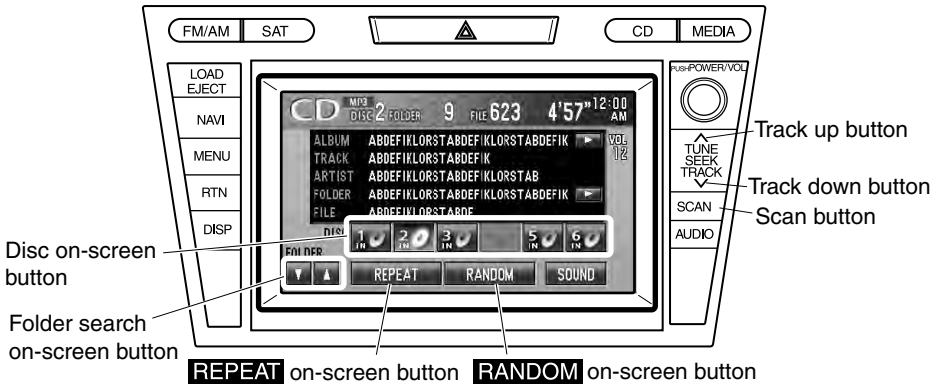 FM/AM SAT CD MEDIA
LOAD EJECT
NAVI
MENU
RTN
DISP
PUSH POWER/VOL
TUNE
SEEK
TRACK
SCAN
AUDIO
CD MP3 DISC 2 FOLDER 9 FILE 623 4'57" 12:00 AM
ALBUM ABDEFIKLORSTABDEFIKLORSTABDEFIK
VOL 12
TRACK ABDEFIKLORSTABDEFIK
ARTIST ABDEFIKLORSTABDEFIKLORSTAB
FOLDER ABDEFIKLORSTABDEFIKLORSTABDEFIK
FILE ABDEFIKLORSTABDE
DISC
1 IN 2 IN 3 IN 5 IN 6 IN
FOLDER
REPEAT RANDOM SOUND
Track up button
Track down button
Scan button
Disc on-screen
button
Folder search
on-screen button
REPEAT on-screen button RANDOM on-screen button